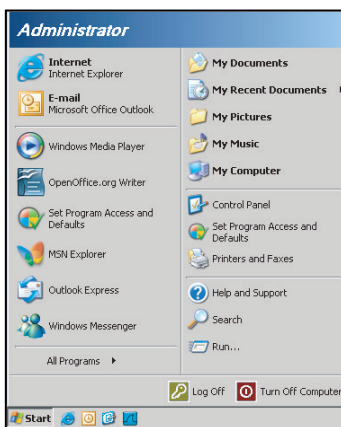 Administrator
Internet
Internet Explorer
E-mail
Microsoft Office Outlook
Windows Media Player
OpenOffice.org Writer
Set Program Access and
Defaults
MSN Explorer
Outlook Express
Windows Messenger
All Programs
My Documents
My Recent Documents
My Pictures
My Music
My Computer
Control Panel
Set Program Access and
Defaults
Printers and Faxes
Help and Support
Search
Run...
Log Off
Turn Off Computer
Start